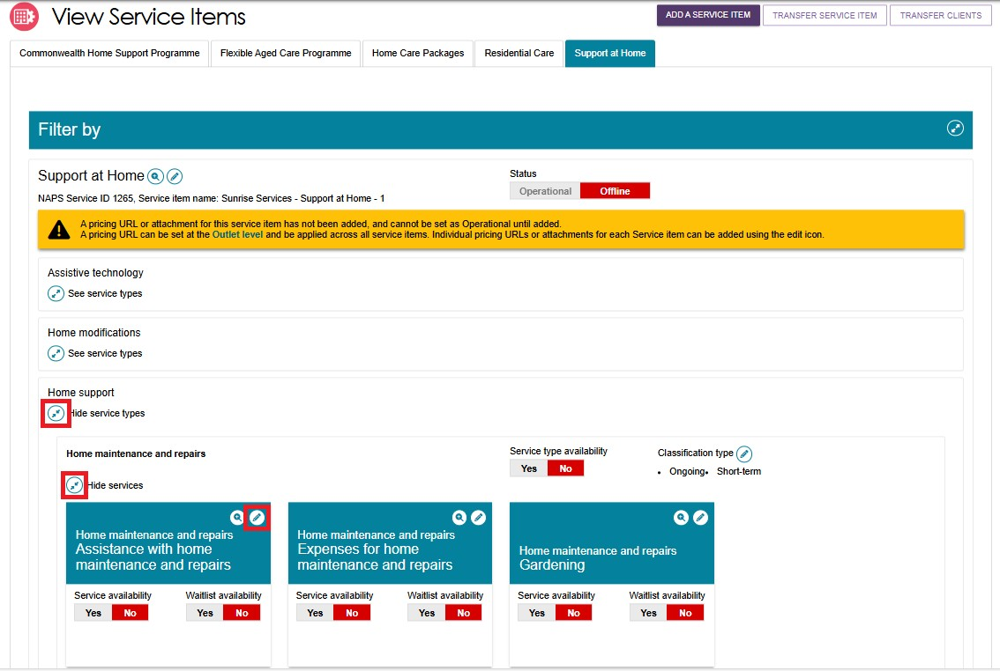 View Service Items
ADD A SERVICE ITEM TRANSFER SERVICE ITEM TRANSFER CLIENTS
Commonwealth Home Support Programme Flexible Aged Care Programme Home Care Packages Residential Care Support at Home
Filter by
Support at Home
Status
Operational Offline
NAPS Service ID 1265, Service item name: Sunrise Services - Support at Home - 1
A pricing URL or attachment for this service item has not been added, and cannot be set as Operational until added.
A pricing URL can be set at the Outlet level and be applied across all service items. Individual pricing URLs or attachments for each Service item can be added using the edit icon.
Assistive technology
See service types
Home modifications
See service types
Home support
Hide service types
Home maintenance and repairs
Service type availability
Yes No
Classification type
• Ongoing • Short-term
Hide services
Home maintenance and repairs
Assistance with home
maintenance and repairs
Service availability Waitlist availability
Yes No Yes No
Home maintenance and repairs
Expenses for home
maintenance and repairs
Service availability Waitlist availability
Yes No Yes No
Home maintenance and repairs
Gardening
Service availability Waitlist availability
Yes No Yes No